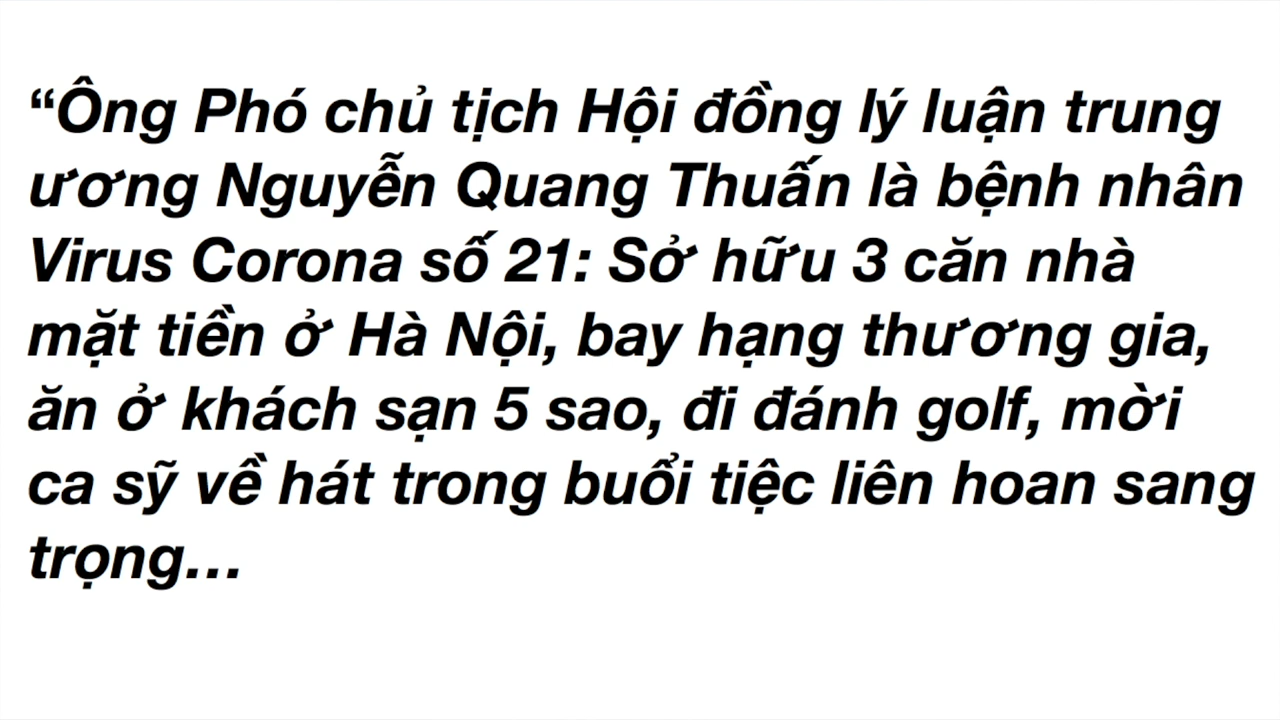 “Ông Phó chủ tịch Hội đồng lý luận trung
ương Nguyễn Quang Thuấn là bệnh nhân
Virus Corona số 21: Sở hữu 3 căn nhà
mặt tiền ở Hà Nội, bay hạng thương gia,
ăn ở khách sạn 5 sao, đi đánh golf, mời
ca sỹ về hát trong buổi tiệc liên hoan sang
trọng…